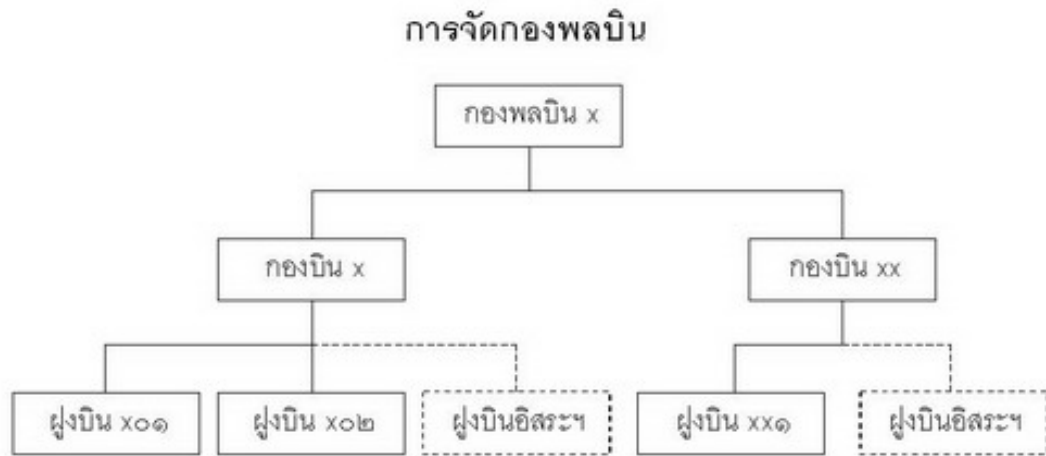 การจัดกองพลบิน
กองพลบิน x
กองบิน x
กองบิน xx
ฝูงบิน x๐๑
ฝูงบิน x๐๒
ฝูงบินอิสระฯ
ฝูงบิน xx๑
ฝูงบินอิสระฯ